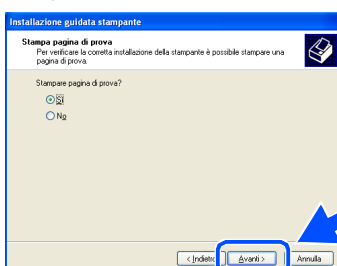 Installazione guidata stampante
Stampa pagina di prova
Per verificare la corretta installazione della stampante è possibile stampare una
pagina di prova.
Stampare pagina di prova?
Sì
No
< Indietro
Avanti >
Annulla